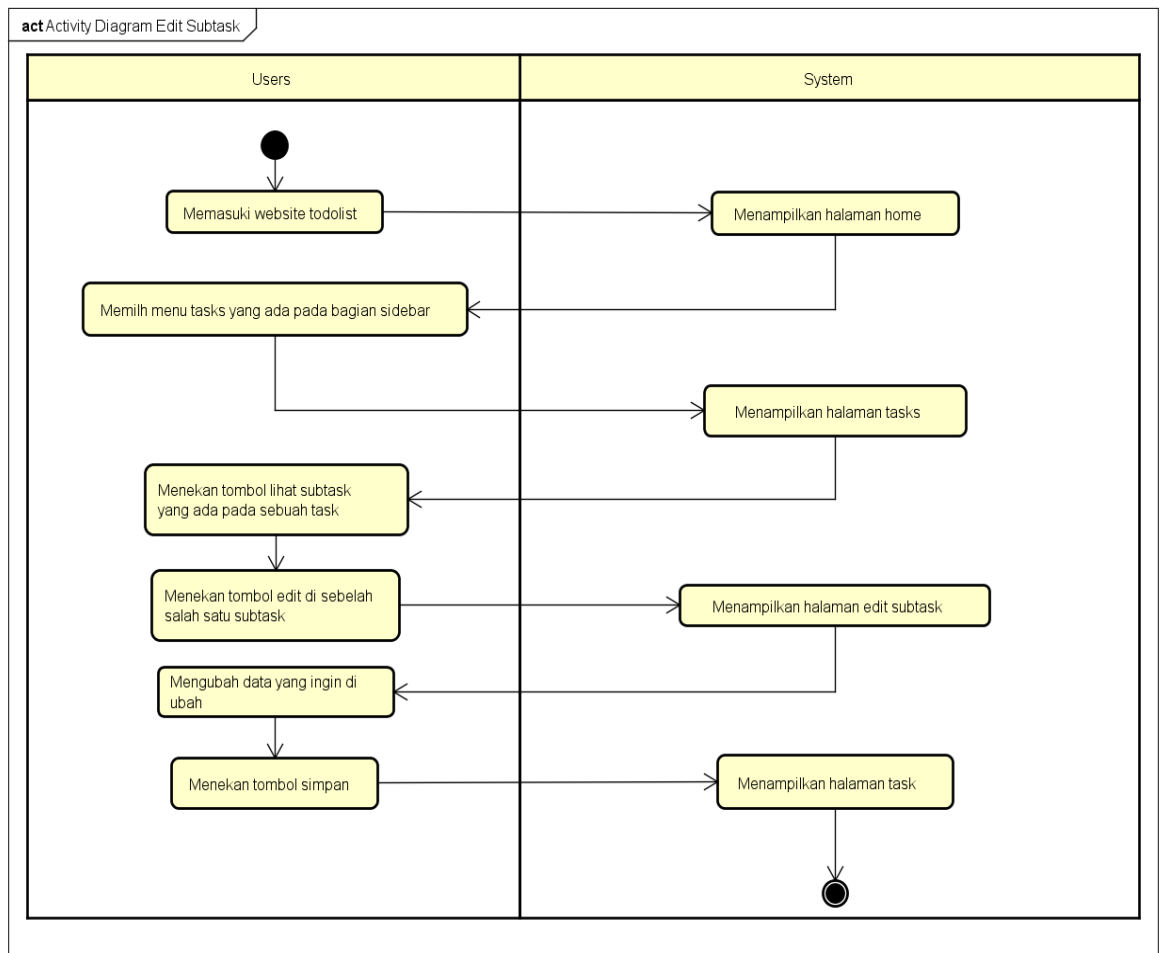 act Activity Diagram Edit Subtask
Users
System
Memasuki website todolist
Menampilkan halaman home
Memilh menu tasks yang ada pada bagian sidebar
Menampilkan halaman tasks
Menekan tombol lihat subtask
yang ada pada sebuah task
Menekan tombol edit di sebelah
salah satu subtask
Menampilkan halaman edit subtask
Mengubah data yang ingin di
ubah
Menekan tombol simpan
Menampilkan halaman task